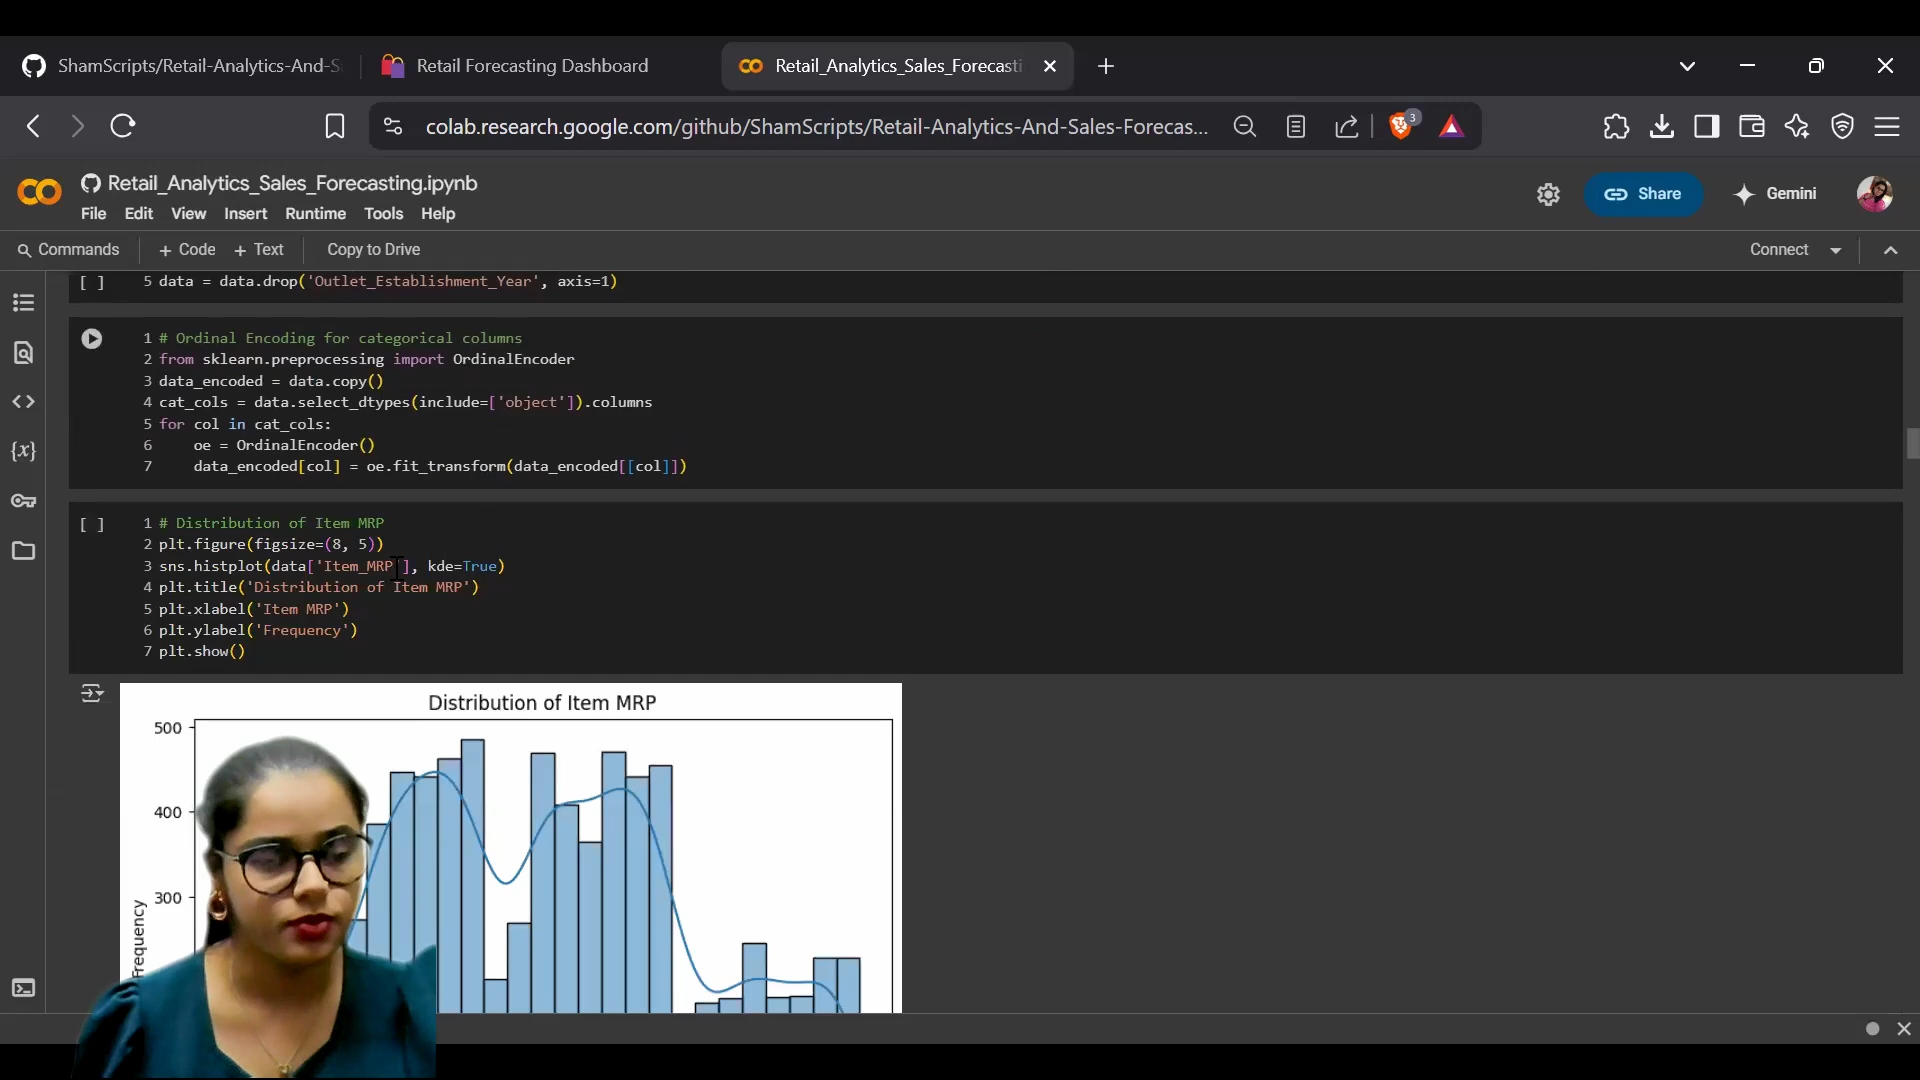 ShamScripts/Retail-Analytics-And-S
Retail Forecasting Dashboard
Retail_Analytics_Sales_Forecasti
colab.research.google.com/github/ShamScripts/Retail-Analytics-And-Sales-Forecas...
3
Retail_Analytics_Sales_Forecasting.ipynb
File Edit View Insert Runtime Tools Help
Share
Gemini
Commands + Code + Text Copy to Drive
Connect
[ ] 5 data = data.drop('Outlet_Establishment_Year', axis=1)
1 # Ordinal Encoding for categorical columns
2 from sklearn.preprocessing import OrdinalEncoder
3 data_encoded = data.copy()
4 cat_cols = data.select_dtypes(include=['object']).columns
5 for col in cat_cols:
6 oe = OrdinalEncoder()
7 data_encoded[col] = oe.fit_transform(data_encoded[[col]])
[ ] 1 # Distribution of Item MRP
2 plt.figure(figsize=(8, 5))
3 sns.histplot(data['Item_MRP'], kde=True)
4 plt.title('Distribution of Item MRP')
5 plt.xlabel('Item MRP')
6 plt.ylabel('Frequency')
7 plt.show()
Distribution of Item MRP
500
400
300
Frequency